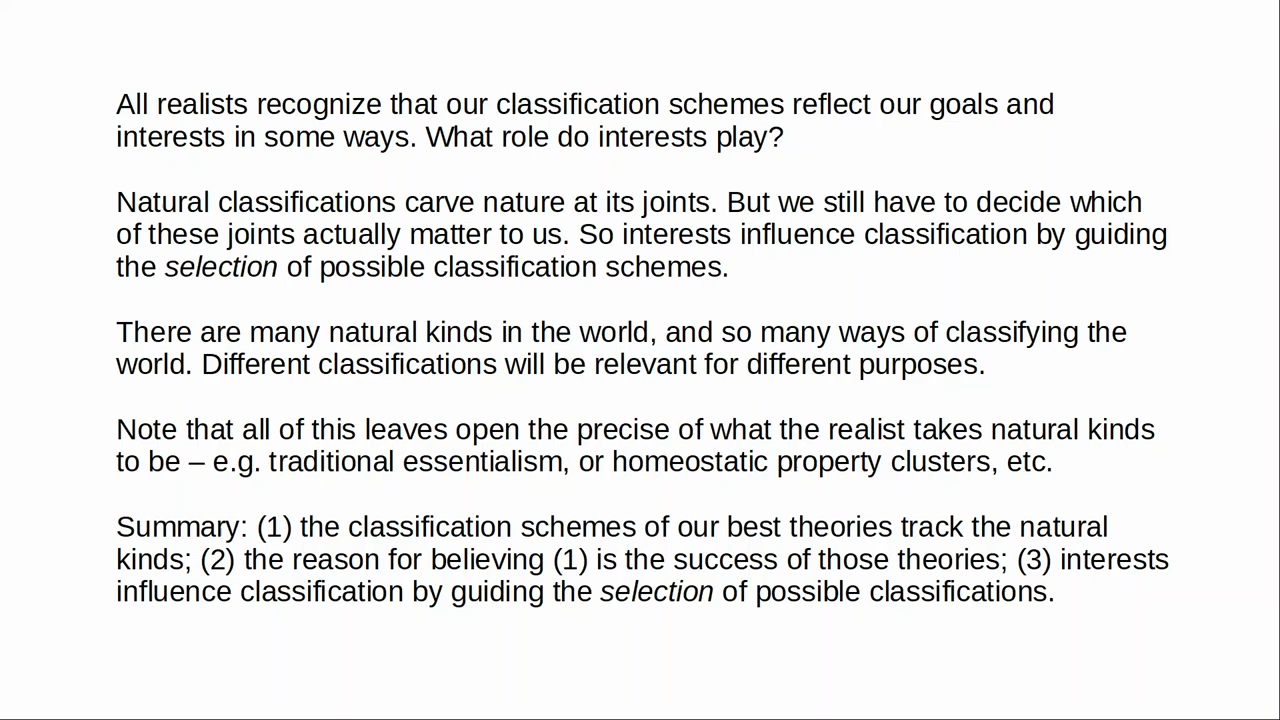 All realists recognize that our classification schemes reflect our goals and
interests in some ways. What role do interests play?
Natural classifications carve nature at its joints. But we still have to decide which
of these joints actually matter to us. So interests influence classification by guiding
the selection of possible classification schemes.
There are many natural kinds in the world, and so many ways of classifying the
world. Different classifications will be relevant for different purposes.
Note that all of this leaves open the precise of what the realist takes natural kinds
to be – e.g. traditional essentialism, or homeostatic property clusters, etc.
Summary: (1) the classification schemes of our best theories track the natural
kinds; (2) the reason for believing (1) is the success of those theories; (3) interests
influence classification by guiding the selection of possible classifications.